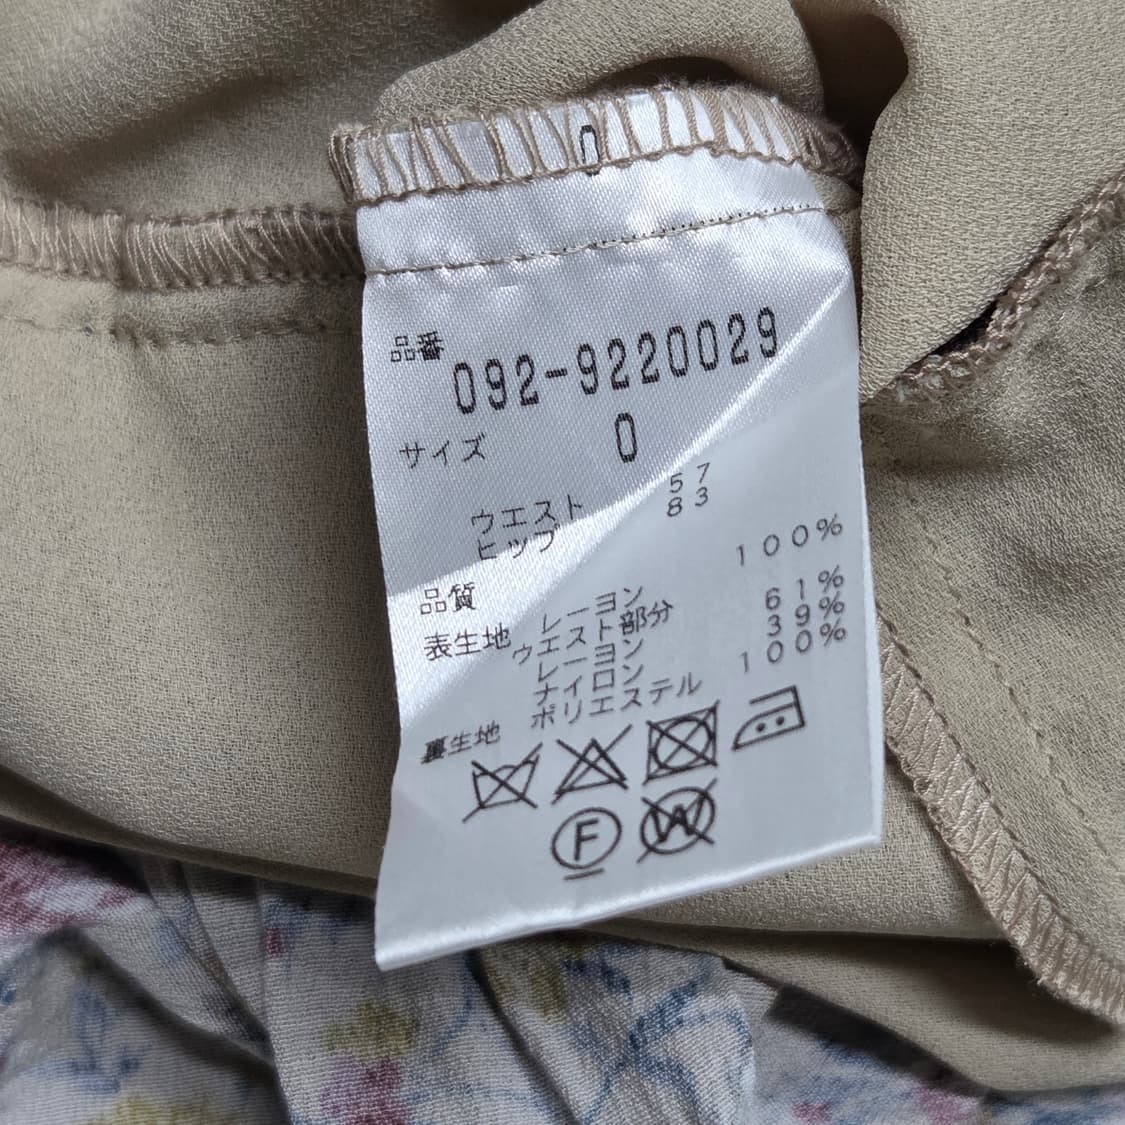 0
品番
092-9220029
サイズ 0
ウエスト 57
ヒップ 83
品質
表生地 レーヨン 100%
ウエスト部分
レーヨン 61%
ナイロン 39%
裏生地 ポリエステル 100%
F W